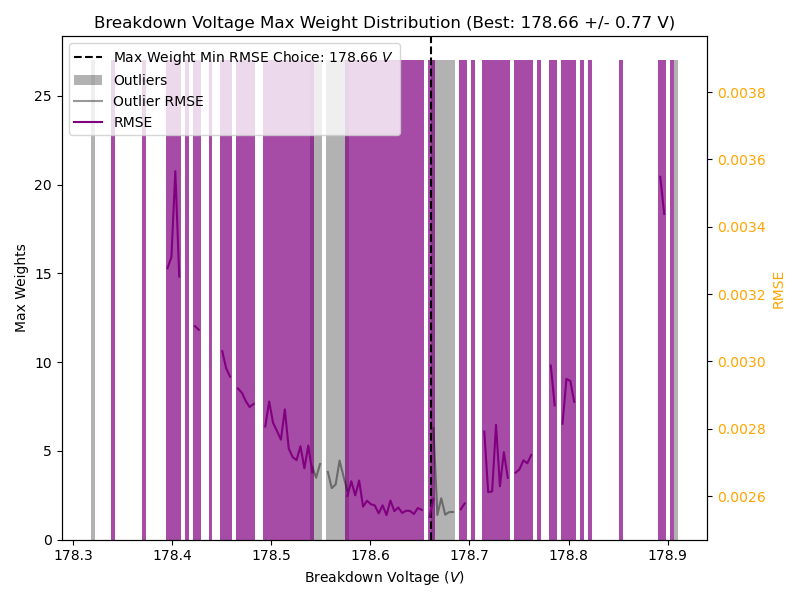 Breakdown Voltage Max Weight Distribution (Best: 178.66 +/- 0.77 V)
Max Weight Min RMSE Choice: 178.66 V
Outliers
Outlier RMSE
RMSE
Max Weights
25
20
15
10
5
0
0.0038
0.0036
0.0034
0.0032
0.0030
0.0028
0.0026
RMSE
178.3 178.4 178.5 178.6 178.7 178.8 178.9
Breakdown Voltage (V)